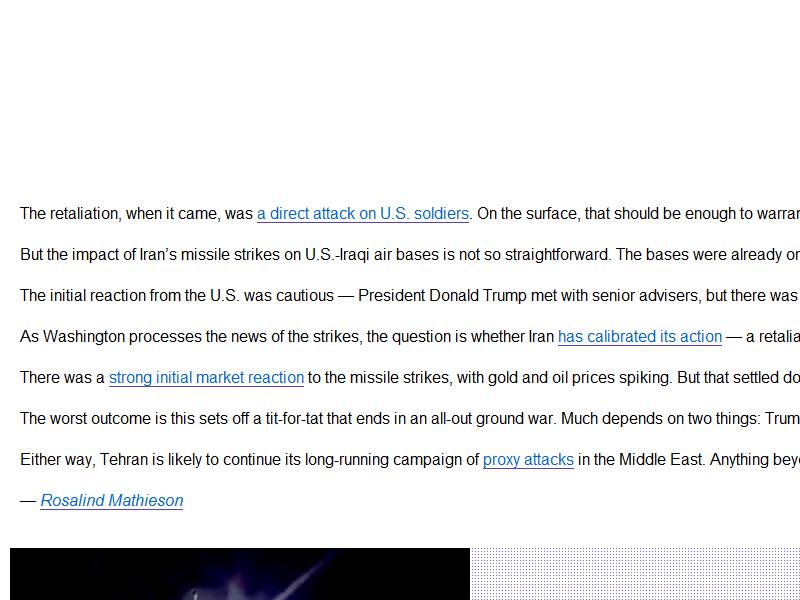 The retaliation, when it came, was a direct attack on U.S. soldiers. On the surface, that should be enough to
But the impact of Iran’s missile strikes on U.S.-Iraqi air bases is not so straightforward. The bases were already
The initial reaction from the U.S. was cautious — President Donald Trump met with senior advisers, but there was
As Washington processes the news of the strikes, the question is whether Iran has calibrated its action — a
There was a strong initial market reaction to the missile strikes, with gold and oil prices spiking. But that settled
The worst outcome is this sets off a tit-for-tat that ends in an all-out ground war. Much depends on two things:
Either way, Tehran is likely to continue its long-running campaign of proxy attacks in the Middle East. Anything
— Rosalind Mathieson